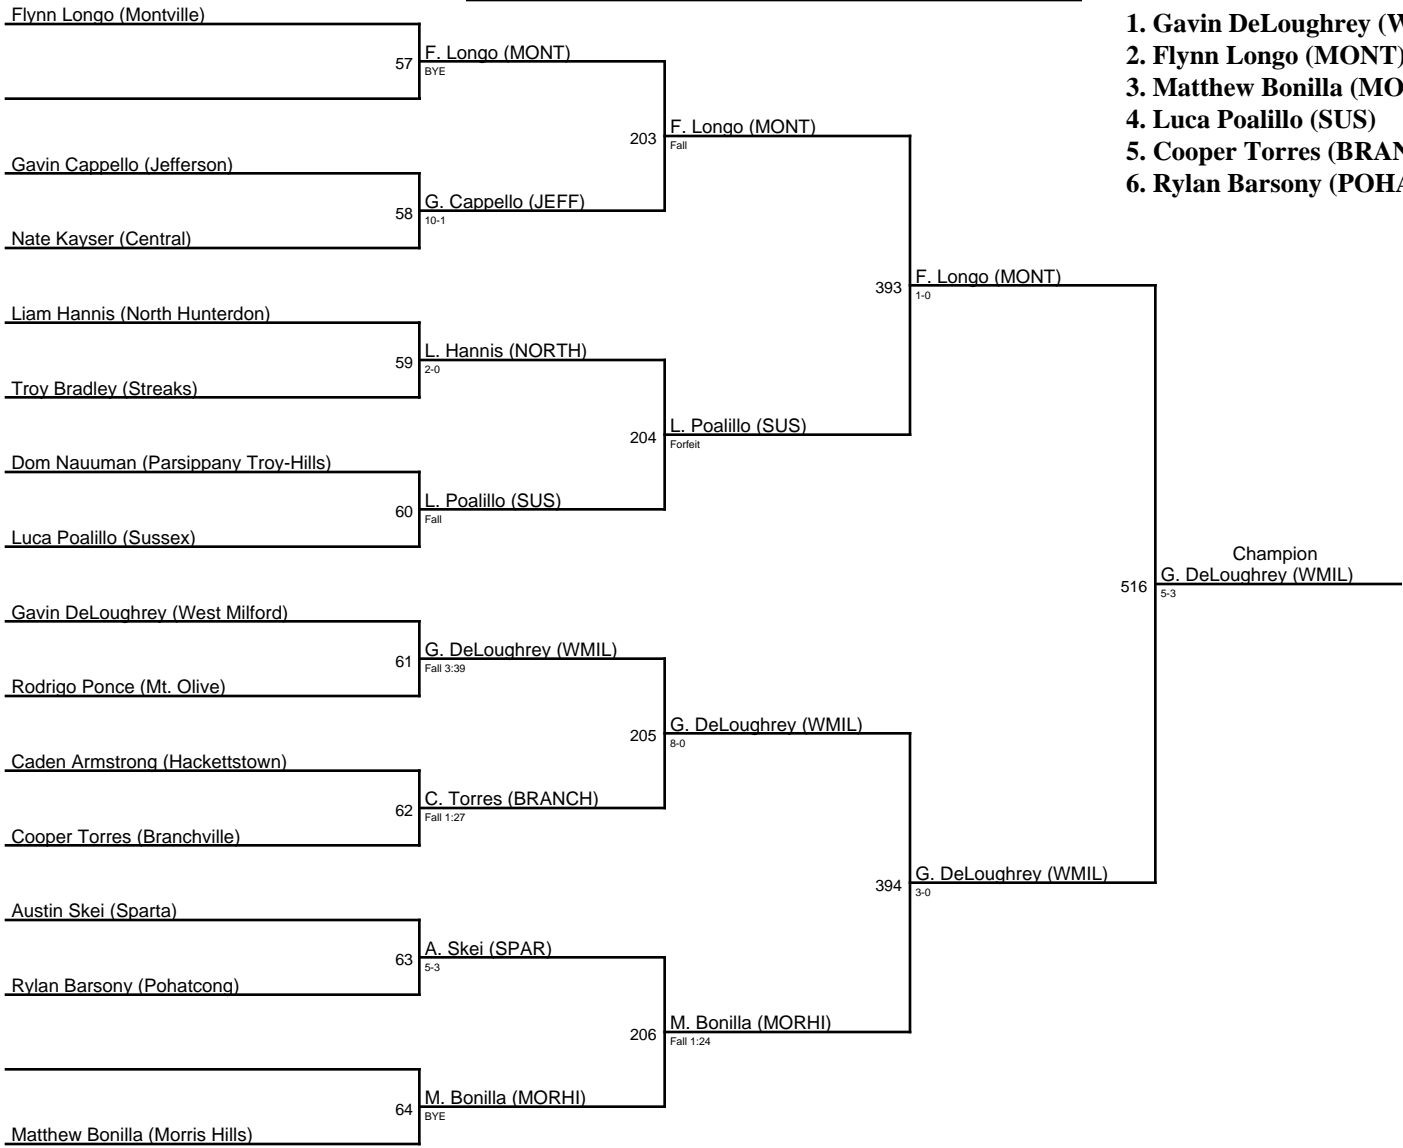 Flynn Longo (Montville)
57
F. Longo (MONT)
BYE
203
F. Longo (MONT)
Fall
Gavin Cappello (Jefferson)
58
G. Cappello (JEFF)
10-1
Nate Kayser (Central)
393
F. Longo (MONT)
1-0
Liam Hannis (North Hunterdon)
59
L. Hannis (NORTH)
2-0
Troy Bradley (Streaks)
204
L. Poalillo (SUS)
Forfeit
Dom Nauuman (Parsippany Troy-Hills)
60
L. Poalillo (SUS)
Fall
Luca Poalillo (Sussex)
516
Champion
G. DeLoughrey (WMIL)
5-3
Gavin DeLoughrey (West Milford)
61
G. DeLoughrey (WMIL)
Fall 3:39
Rodrigo Ponce (Mt. Olive)
205
G. DeLoughrey (WMIL)
8-0
Caden Armstrong (Hackettstown)
62
C. Torres (BRANCH)
Fall 1:27
Cooper Torres (Branchville)
394
G. DeLoughrey (WMIL)
3-0
Austin Skei (Sparta)
63
A. Skei (SPAR)
5-3
Rylan Barsony (Pohatcong)
206
M. Bonilla (MORHI)
Fall 1:24
64
M. Bonilla (MORHI)
BYE
Matthew Bonilla (Morris Hills)
1. Gavin DeLoughrey (W
2. Flynn Longo (MONT)
3. Matthew Bonilla (MO
4. Luca Poalillo (SUS)
5. Cooper Torres (BRAN
6. Rylan Barsony (POHA